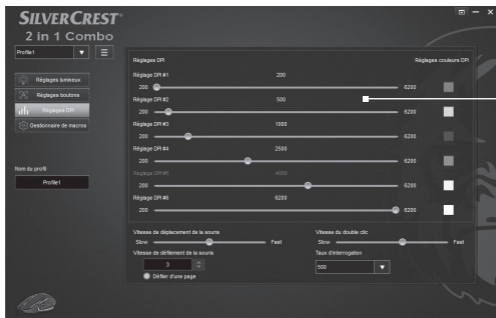 SILVERCREST®
2 in 1 Combo
Profile1
Réglages lumineux
Réglages boutons
Réglages DPI
Gestionnaire de macros
Nom du profil
Profile1
Réglages DPI
Réglages couleurs DPI
Réglage DPI #1
200
200
6200
Réglage DPI #2
500
200
6200
Réglage DPI #3
1000
200
6200
Réglage DPI #4
2500
200
6200
Réglage DPI #5
4000
200
6200
Réglage DPI #6
6200
200
6200
Vitesse de déplacement de la souris
Slow
Fast
Vitesse du double clic
Slow
Fast
Vitesse de défilement de la souris
3
Défiler d'une page
Taux d'interrogation
500